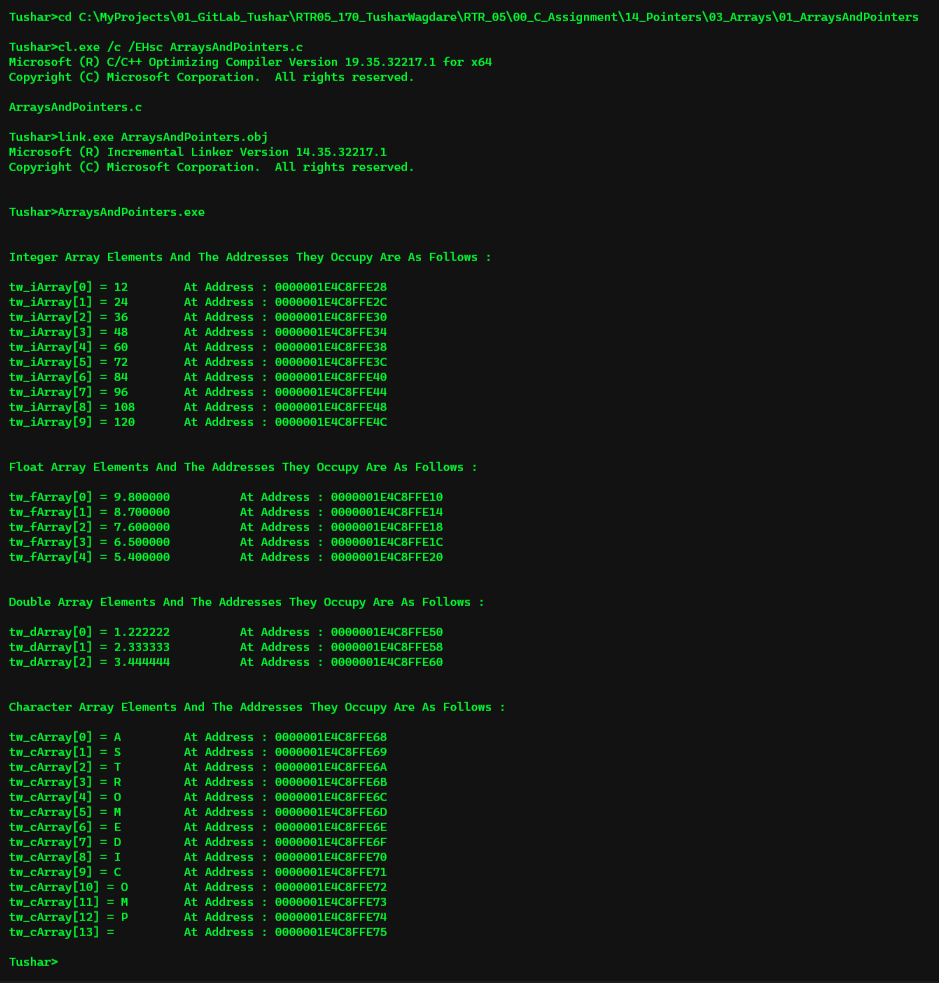 Tushar>cd C:\MyProjects\01_GitLab_Tushar\RTR05_170_TusharWagdare\RTR_05\00_C_Assignment\14_Pointers\03_Arrays\01_ArraysAndPointers
Tushar>cl.exe /c /EHsc ArraysAndPointers.c
Microsoft (R) C/C++ Optimizing Compiler Version 19.35.32217.1 for x64
Copyright (C) Microsoft Corporation.  All rights reserved.
ArraysAndPointers.c
Tushar>link.exe ArraysAndPointers.obj
Microsoft (R) Incremental Linker Version 14.35.32217.1
Copyright (C) Microsoft Corporation.  All rights reserved.
Tushar>ArraysAndPointers.exe
Integer Array Elements And The Addresses They Occupy Are As Follows :
tw_iArray[0] = 12        At Address : 0000001E4C8FFE28
tw_iArray[1] = 24        At Address : 0000001E4C8FFE2C
tw_iArray[2] = 36        At Address : 0000001E4C8FFE30
tw_iArray[3] = 48        At Address : 0000001E4C8FFE34
tw_iArray[4] = 60        At Address : 0000001E4C8FFE38
tw_iArray[5] = 72        At Address : 0000001E4C8FFE3C
tw_iArray[6] = 84        At Address : 0000001E4C8FFE40
tw_iArray[7] = 96        At Address : 0000001E4C8FFE44
tw_iArray[8] = 108       At Address : 0000001E4C8FFE48
tw_iArray[9] = 120       At Address : 0000001E4C8FFE4C
Float Array Elements And The Addresses They Occupy Are As Follows :
tw_fArray[0] = 9.800000          At Address : 0000001E4C8FFE10
tw_fArray[1] = 8.700000          At Address : 0000001E4C8FFE14
tw_fArray[2] = 7.600000          At Address : 0000001E4C8FFE18
tw_fArray[3] = 6.500000          At Address : 0000001E4C8FFE1C
tw_fArray[4] = 5.400000          At Address : 0000001E4C8FFE20
Double Array Elements And The Addresses They Occupy Are As Follows :
tw_dArray[0] = 1.222222          At Address : 0000001E4C8FFE50
tw_dArray[1] = 2.333333          At Address : 0000001E4C8FFE58
tw_dArray[2] = 3.444444          At Address : 0000001E4C8FFE60
Character Array Elements And The Addresses They Occupy Are As Follows :
tw_cArray[0] = A         At Address : 0000001E4C8FFE68
tw_cArray[1] = S         At Address : 0000001E4C8FFE69
tw_cArray[2] = T         At Address : 0000001E4C8FFE6A
tw_cArray[3] = R         At Address : 0000001E4C8FFE6B
tw_cArray[4] = O         At Address : 0000001E4C8FFE6C
tw_cArray[5] = M         At Address : 0000001E4C8FFE6D
tw_cArray[6] = E         At Address : 0000001E4C8FFE6E
tw_cArray[7] = D         At Address : 0000001E4C8FFE6F
tw_cArray[8] = I         At Address : 0000001E4C8FFE70
tw_cArray[9] = C         At Address : 0000001E4C8FFE71
tw_cArray[10] = O        At Address : 0000001E4C8FFE72
tw_cArray[11] = M        At Address : 0000001E4C8FFE73
tw_cArray[12] = P        At Address : 0000001E4C8FFE74
tw_cArray[13] =          At Address : 0000001E4C8FFE75
Tushar>